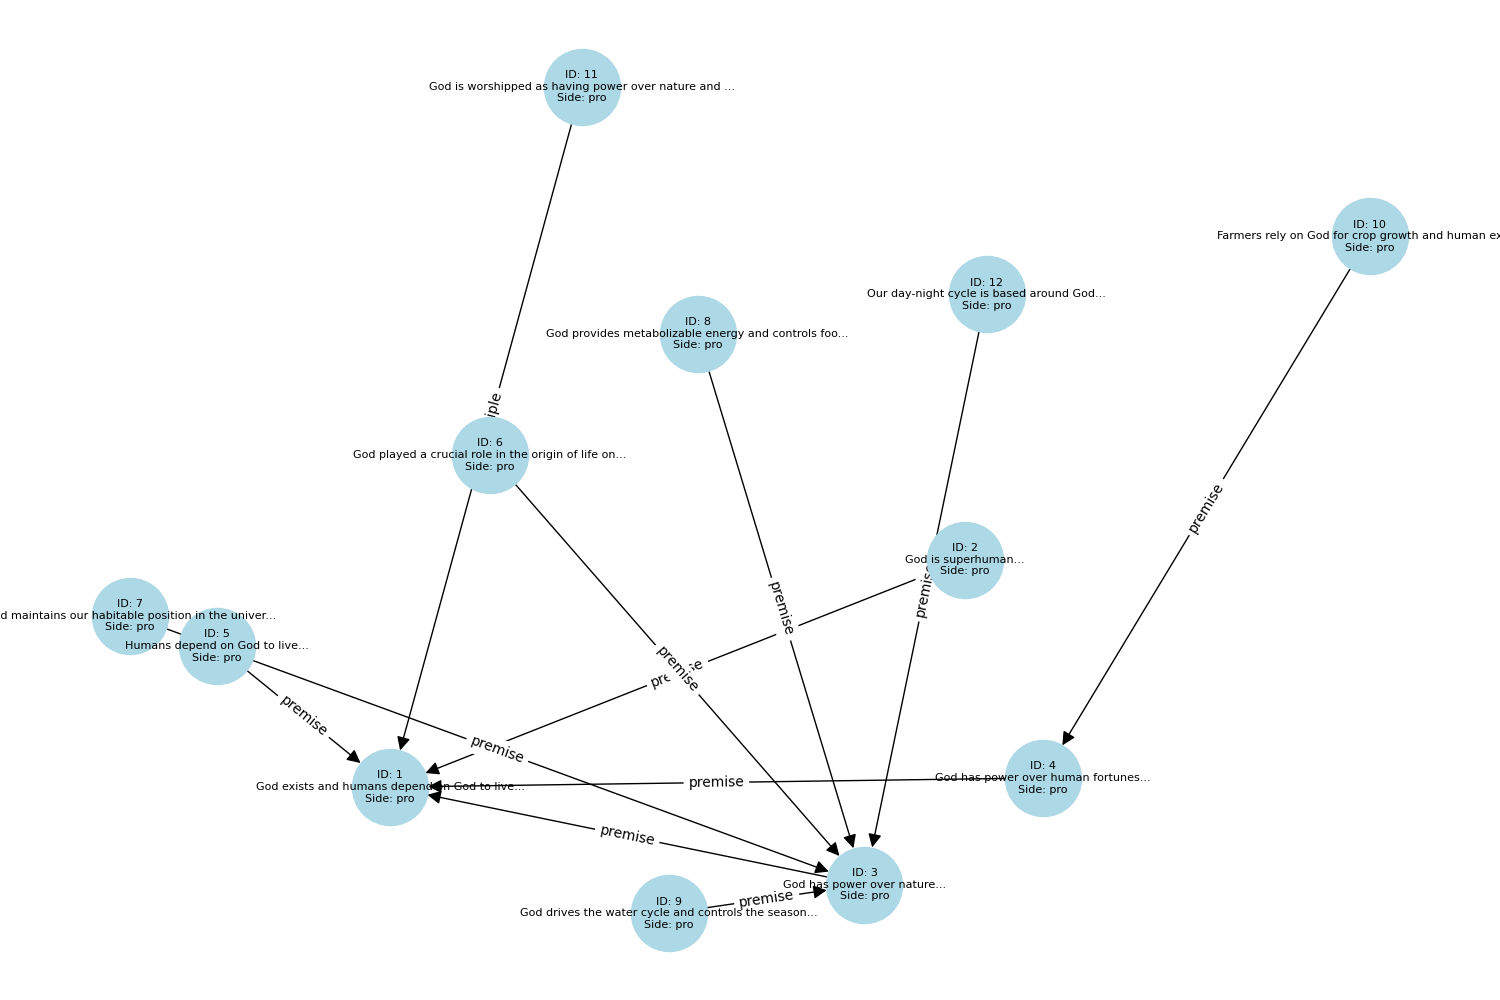 ID: 11
God is worshipped as having power over nature and ...
Side: pro
ID: 10
Farmers rely on God for crop growth and human
Side: pro
ID: 12
Our day-night cycle is based around God...
Side: pro
ID: 8
God provides metabolizable energy and controls foo...
Side: pro
ID: 6
God played a crucial role in the origin of life on...
Side: pro
premise
ID: 2
God is superhuman...
Side: pro
premise
premise
ID: 7
maintains our habitable position in the univer...
Side: pro
ID: 5
Humans depend on God to live...
Side: pro
premise
premise
premise
premise
ID: 1
God exists and humans depend on God to live...
Side: pro
premise
ID: 4
God has power over human fortunes...
Side: pro
premise
ID: 3
God has power over nature...
Side: pro
premise
ID: 9
God drives the water cycle and controls the season...
Side: pro